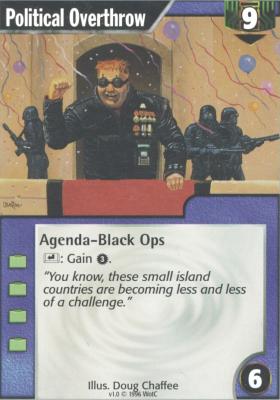 Political Overthrow
9
Agenda-Black Ops
: Gain 3.
"You know, these small island
countries are becoming less and less
of a challenge."
6
Illus. Doug Chaffee
v1.0 © 1996 WotC